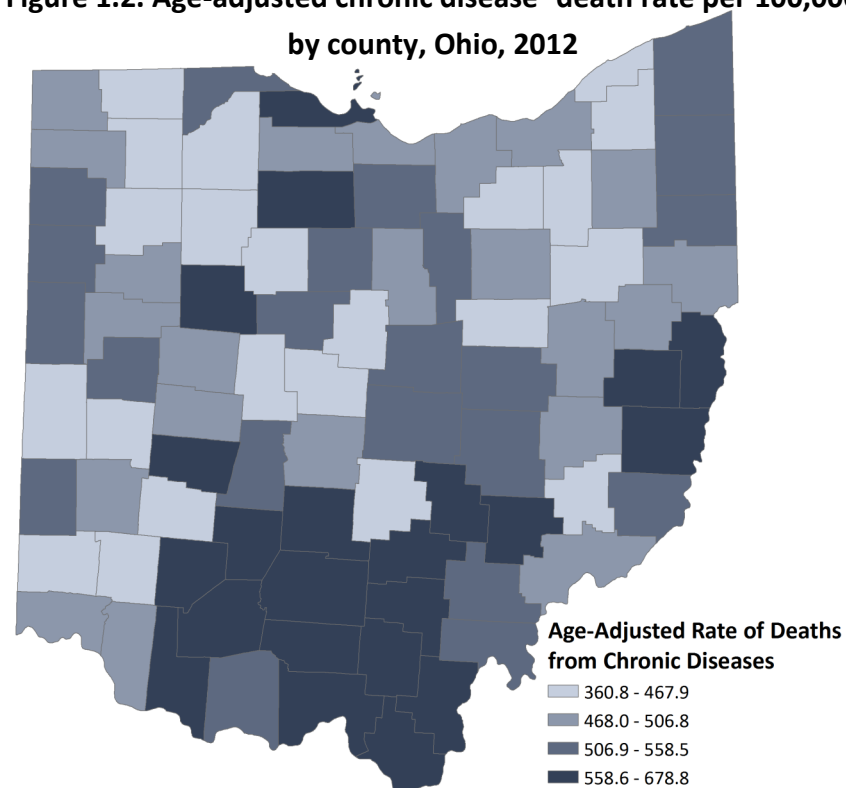 Figure 1.2. Age-adjusted chronic disease* death rate per 100,000
by county, Ohio, 2012
Age-Adjusted Rate of Deaths
from Chronic Diseases
360.8 - 467.9
468.0 - 506.8
506.9 - 558.5
558.6 - 678.8